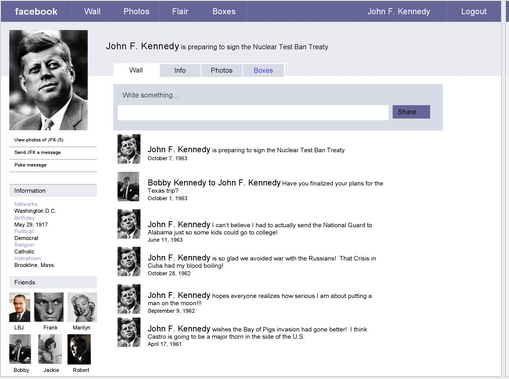 facebook Wall Photos Flair Boxes John F. Kennedy Logout
John F. Kennedy is preparing to sign the Nuclear Test Ban Treaty
Wall Info Photos Boxes
Write something...
Share
View photos of JFK (5)
Send JFK a message
Poke message
Information
Networks:
Washington D.C.
Birthday:
May 29, 1917
Political:
Democrat
Religion:
Catholic
Hometown:
Brookline, Mass.
Friends
LBJ Frank Marilyn
Bobby Jackie Robert
John F. Kennedy is preparing to sign the Nuclear Test Ban Treaty
October 7, 1963
Bobby Kennedy to John F. Kennedy Have you finalized your plans for the
Texas trip?
October 1, 1963
John F. Kennedy I can't believe I had to actually send the National Guard to
Alabama just so some kids could go to college!
June 11, 1963
John F. Kennedy is so glad we avoided war with the Russians! That Crisis in
Cuba had my blood boiling!
October 28, 1962
John F. Kennedy hopes everyone realizes how serious I am about putting a
man on the moon!!!
September 9, 1962
John F. Kennedy wishes the Bay of Pigs invasion had gone better! I think
Castro is going to be a major thorn in the side of the U.S.
April 17, 1961